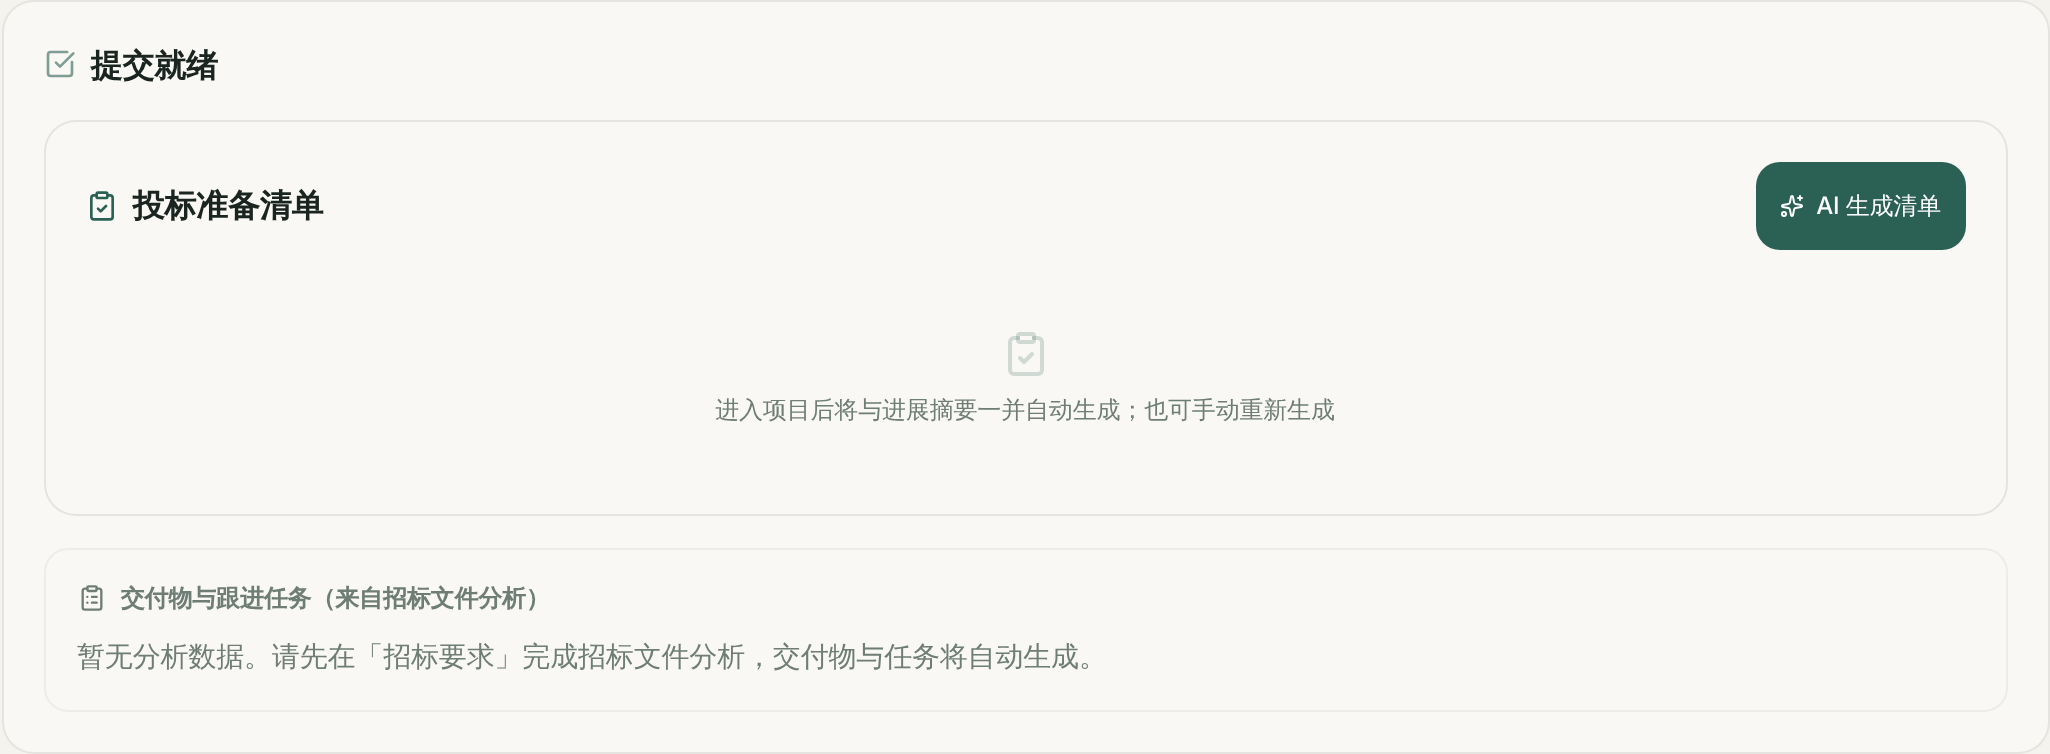 提交就绪
投标准备清单
AI 生成清单
进入项目后将与进展摘要一并自动生成；也可手动重新生成
交付物与跟进任务（来自招标文件分析）
暂无分析数据。请先在「招标要求」完成招标文件分析，交付物与任务将自动生成。